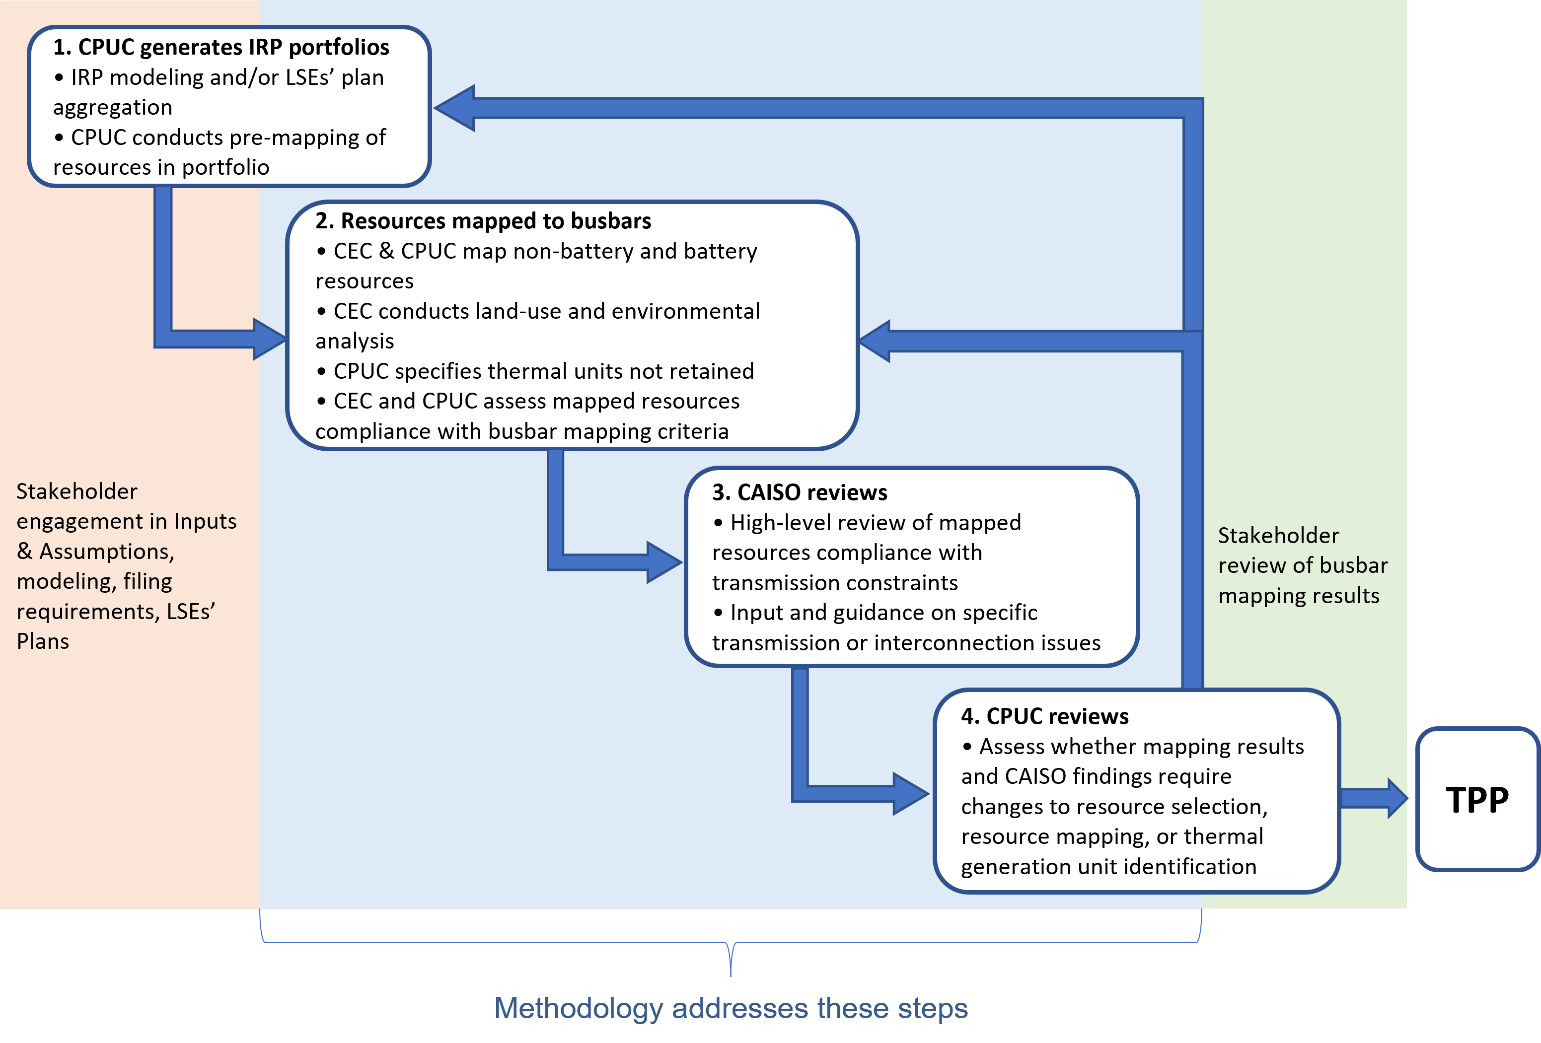 1. CPUC generates IRP portfolios
• IRP modeling and/or LSEs’ plan
aggregation
• CPUC conducts pre-mapping of
resources in portfolio
2. Resources mapped to busbars
• CEC & CPUC map non-battery and battery
resources
• CEC conducts land-use and environmental
analysis
• CPUC specifies thermal units not retained
• CEC and CPUC assess mapped resources
compliance with busbar mapping criteria
Stakeholder
engagement in Inputs
& Assumptions,
modeling, filing
requirements, LSEs’
Plans
3. CAISO reviews
• High-level review of mapped
resources compliance with
transmission constraints
• Input and guidance on specific
transmission or interconnection issues
Stakeholder
review of busbar
mapping results
4. CPUC reviews
• Assess whether mapping results
and CAISO findings require
changes to resource selection,
resource mapping, or thermal
generation unit identification
TPP
Methodology addresses these steps